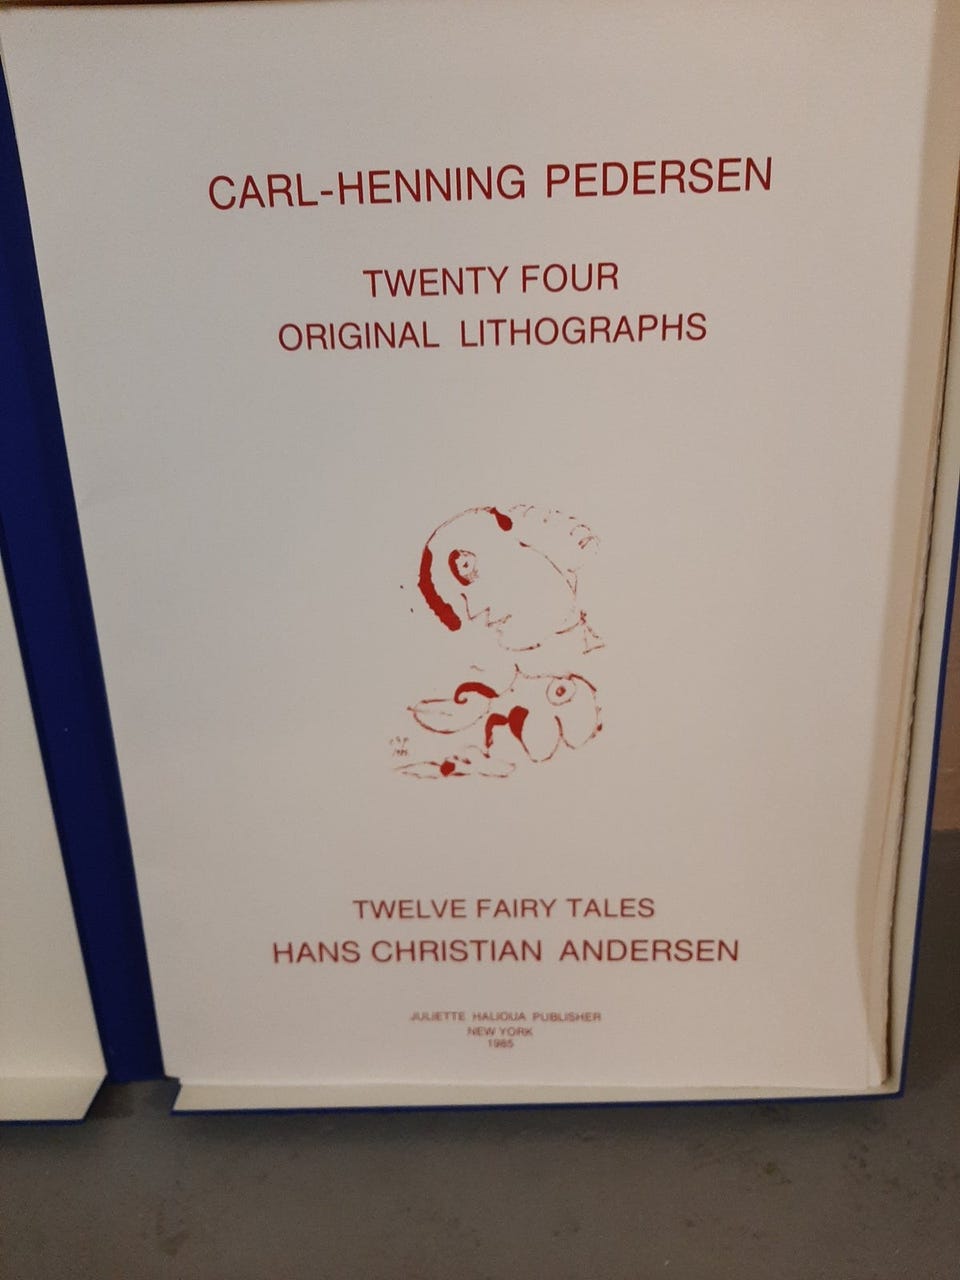 CARL-HENNING PEDERSEN
TWENTY FOUR
ORIGINAL LITHOGRAPHS
TWELVE FAIRY TALES
HANS CHRISTIAN ANDERSEN
JULIETTE HALIOUA PUBLISHER
NEW YORK
1985